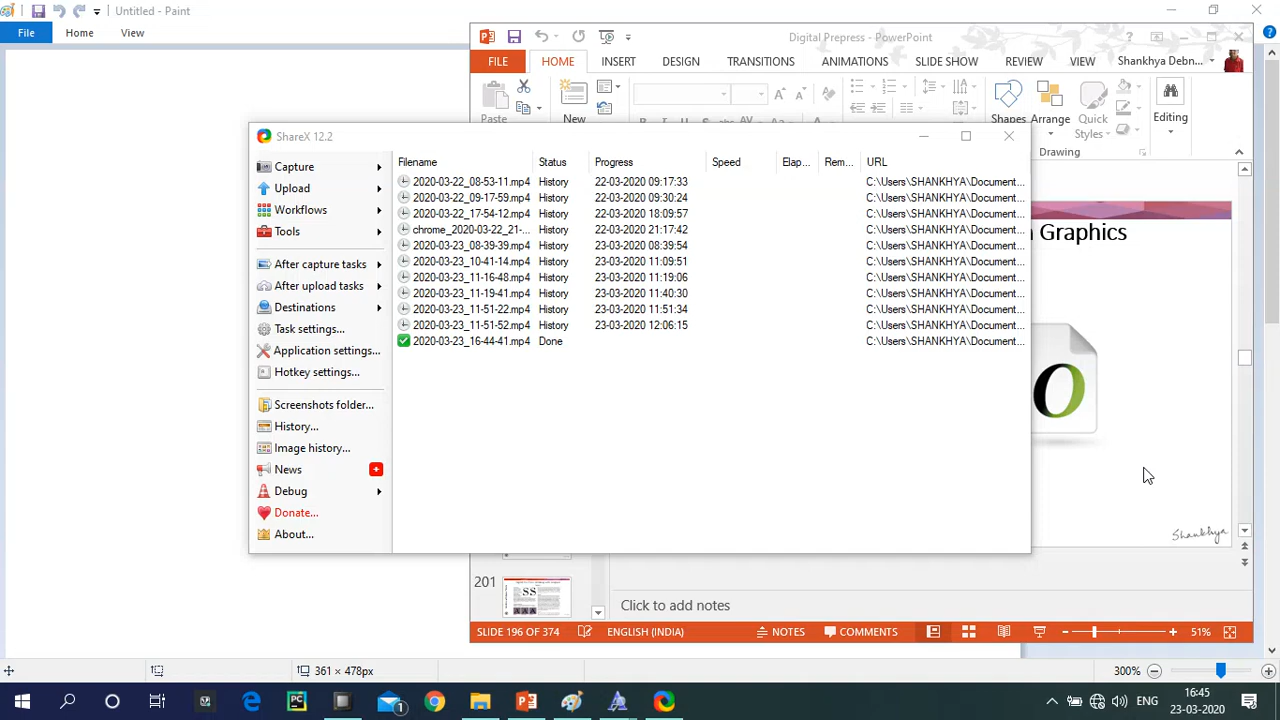 Untitled - Paint
File Home View
Digital Prepress - PowerPoint
FILE HOME INSERT DESIGN TRANSITIONS ANIMATIONS SLIDE SHOW REVIEW VIEW Shankhya Debn...
Paste New Shapes Arrange Quick Styles Editing
Drawing
ShareX 12.2
Capture
Upload
Workflows
Tools
After capture tasks
After upload tasks
Destinations
Task settings...
Application settings...
Hotkey settings...
Screenshots folder...
History...
Image history...
News
Debug
Donate...
About...
Filename Status Progress Speed Elap... Rem... URL
2020-03-22_08-53-11.mp4 History 22-03-2020 09:17:33 C:\Users\SHANKHYA\Document...
2020-03-22_09-17-59.mp4 History 22-03-2020 09:30:24 C:\Users\SHANKHYA\Document...
2020-03-22_17-54-12.mp4 History 22-03-2020 18:09:57 C:\Users\SHANKHYA\Document...
chrome_2020-03-22_21-... History 22-03-2020 21:17:42 C:\Users\SHANKHYA\Document...
2020-03-23_08-39-39.mp4 History 23-03-2020 08:39:54 C:\Users\SHANKHYA\Document...
2020-03-23_10-41-14.mp4 History 23-03-2020 11:09:51 C:\Users\SHANKHYA\Document...
2020-03-23_11-16-48.mp4 History 23-03-2020 11:19:06 C:\Users\SHANKHYA\Document...
2020-03-23_11-19-41.mp4 History 23-03-2020 11:40:30 C:\Users\SHANKHYA\Document...
2020-03-23_11-51-22.mp4 History 23-03-2020 11:51:34 C:\Users\SHANKHYA\Document...
2020-03-23_11-51-52.mp4 History 23-03-2020 12:06:15 C:\Users\SHANKHYA\Document...
2020-03-23_16-44-41.mp4 Done C:\Users\SHANKHYA\Document...
Graphics
O
Shankhya
201
Click to add notes
SLIDE 196 OF 374 ENGLISH (INDIA) NOTES COMMENTS 51%
361 × 478px 300%
ENG 16:45
23-03-2020